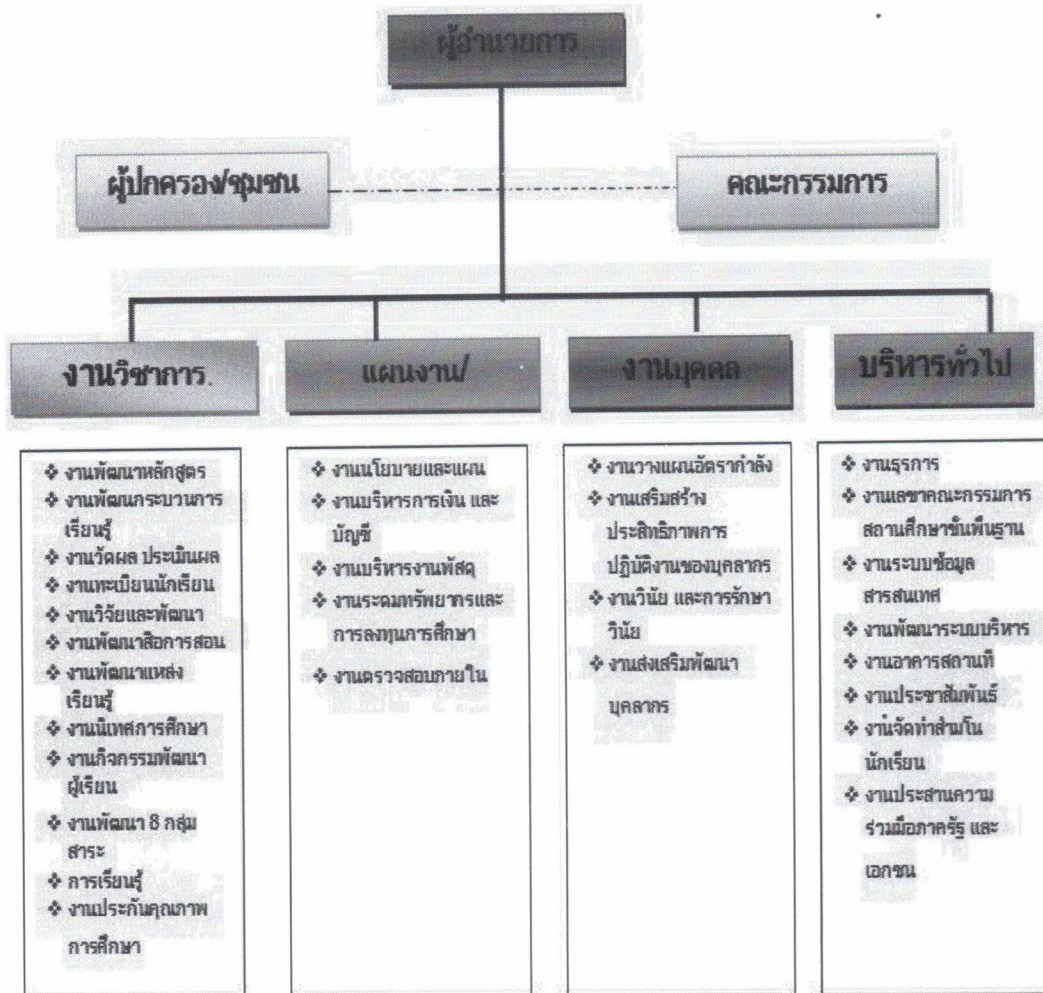 ผู้อำนวยการ
ผู้ปกครอง/ชุมชน
คณะกรรมการ
งานวิชาการ.
แผนงาน/
งานบุคคล
บริหารทั่วไป
❖ งานพัฒนาหลักสูตร
❖ งานพัฒนกระบวนการ
เรียนรู้
❖ งานวัดผล ประเมินผล
❖ งานทะเบียนนักเรียน
❖ งานวิจัยและพัฒนา
❖ งานพัฒนาสื่อการสอน
❖ งานพัฒนาแหล่ง
เรียนรู้
❖ งานนิเทศการศึกษา
❖ งานกิจกรรมพัฒนา
ผู้เรียน
❖ งานพัฒนา 8 กลุ่ม
สาระ
❖ การเรียนรู้
❖ งานประกันคุณภาพ
การศึกษา
❖ งานนโยบายและแผน
❖ งานบริหารการเงิน และ
บัญชี
❖ งานบริหารงานพัสดุ
❖ งานระดมทรัพยากรและ
การลงทุนการศึกษา
❖ งานตรวจสอบภายใน
❖ งานวางแผนอัตรากำลัง
❖ งานเสริมสร้าง
ประสิทธิภาพการ
ปฏิบัติงานของบุคลากร
❖ งานวินัย และการรักษา
วินัย
❖ งานส่งเสริมพัฒนา
บุคลากร
❖ งานธุรการ
❖ งานเลขาคณะกรรมการ
สถานศึกษาขั้นพื้นฐาน
❖ งานระบบข้อมูล
สารสนเทศ
❖ งานพัฒนาระบบบริหาร
❖ งานอาคารสถานที่
❖ งานประชาสัมพันธ์
❖ งานจัดทำสำมโน
นักเรียน
❖ งานประสานความ
ร่วมมือภาครัฐ และ
เอกชน